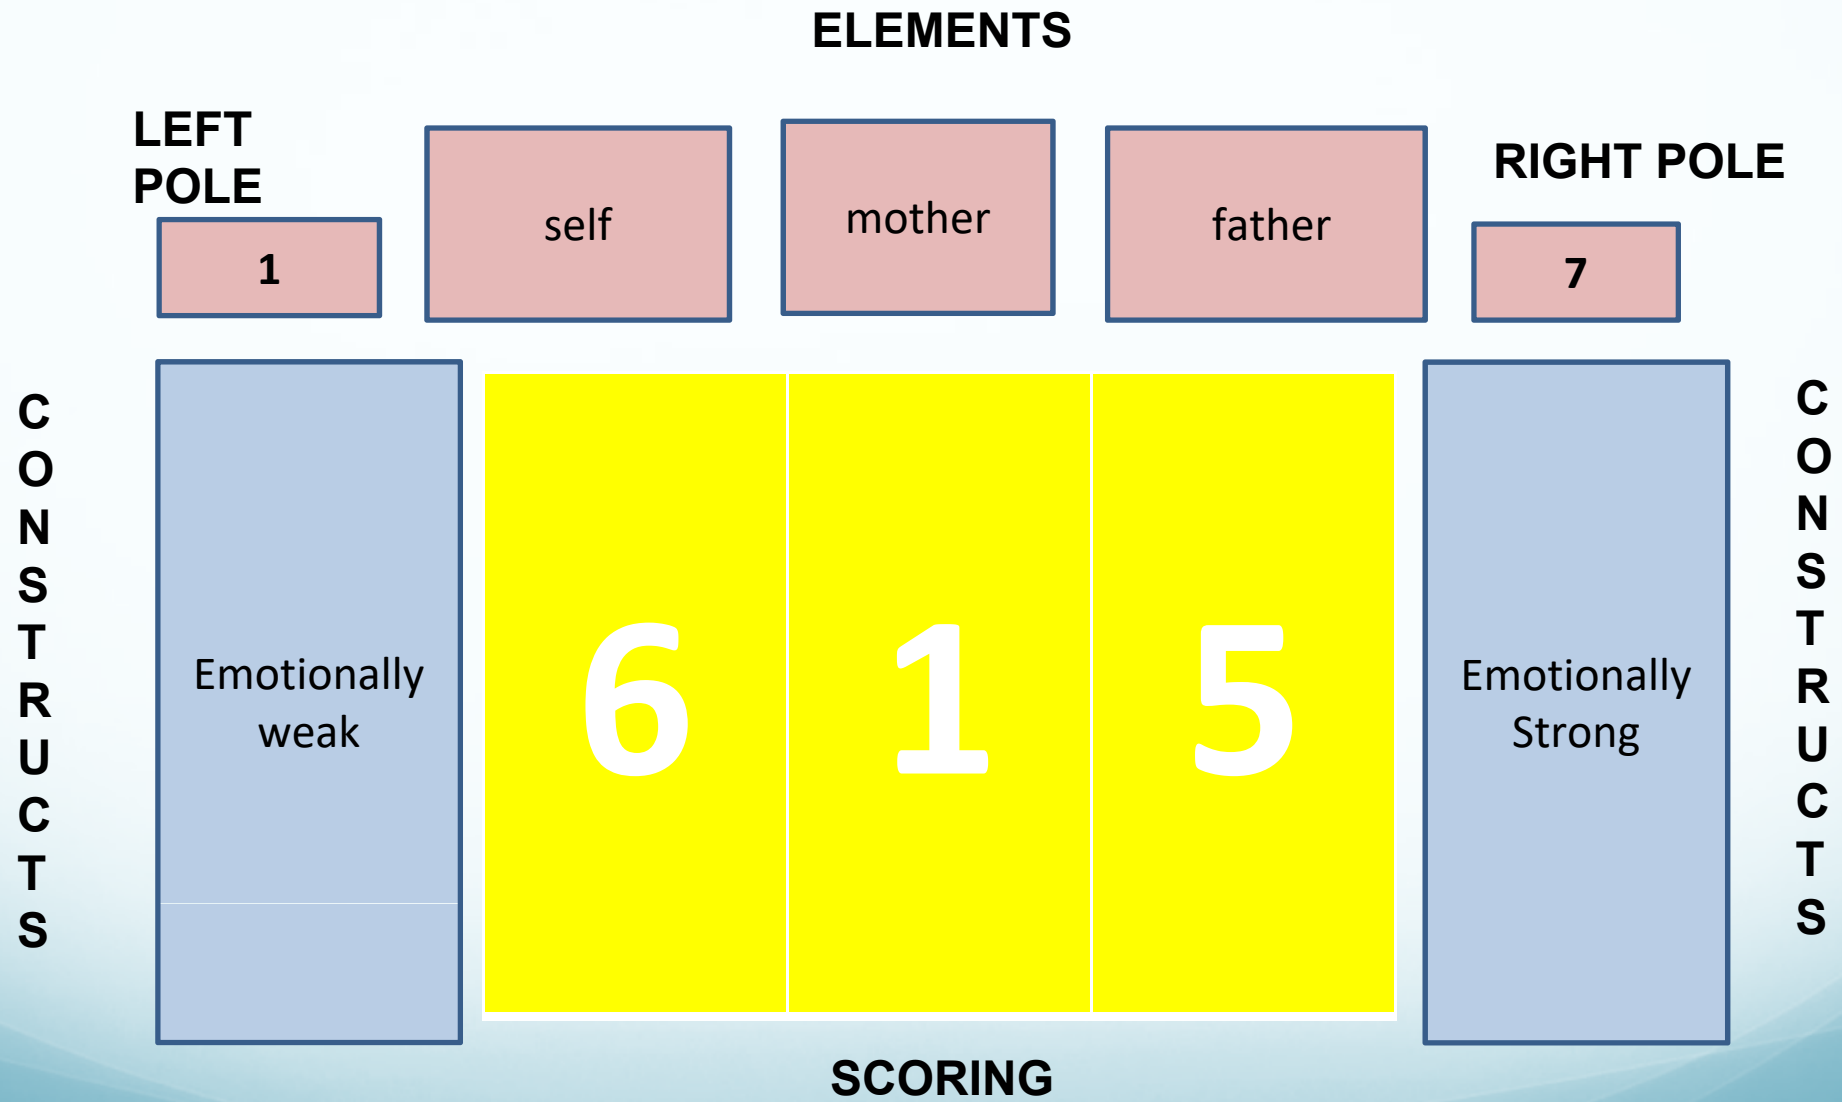 ELEMENTS
LEFT
POLE
self
mother
father
RIGHT POLE
1
7
C
O
N
S
T
R
U
C
T
S
Emotionally
weak
6
1
5
Emotionally
Strong
C
O
N
S
T
R
U
C
T
S
SCORING